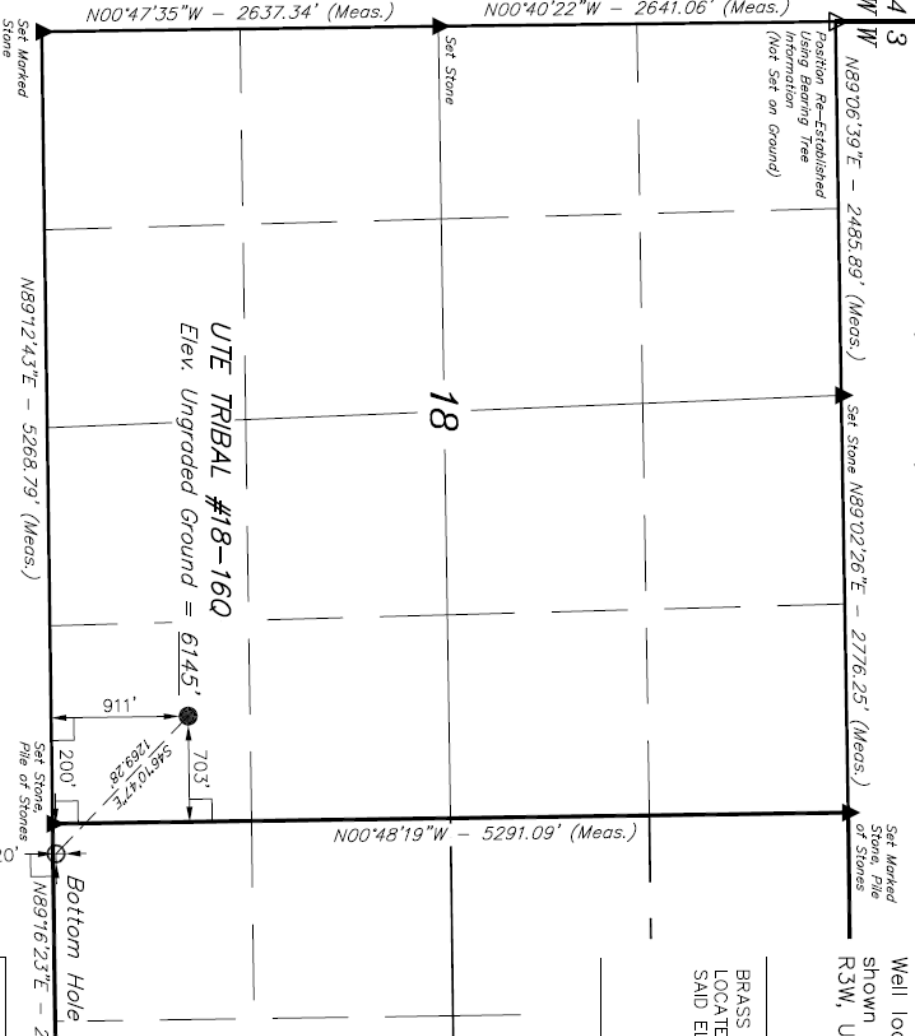 N00°47'35"W - 2637.34' (Meas.)
N00°40'22"W - 2641.06' (Meas.)
4
3
W
W
Position Re-Established
Using Bearing Tree
Information
(Not Set on Ground)
N89°06'39"E - 2485.89' (Meas.)
Set Stone
N89°02'26"E - 2776.25' (Meas.)
Set Marked
Stone, Pile
of Stones
Set Marked
Stone
Set Stone
18
UTE TRIBAL #18-16Q
Elev. Ungraded Ground = 6145'
N89°12'43"E - 5268.79' (Meas.)
911'
703'
S46°10'47"E
1269.28'
200'
Set Stone,
Pile of Stones
N00°48'19"W - 5291.09' (Meas.)
20'
Bottom Hole
N89°16'23"E - 2
Well loc
shown
R3W, U
BRASS
LOCATE
SAID EL